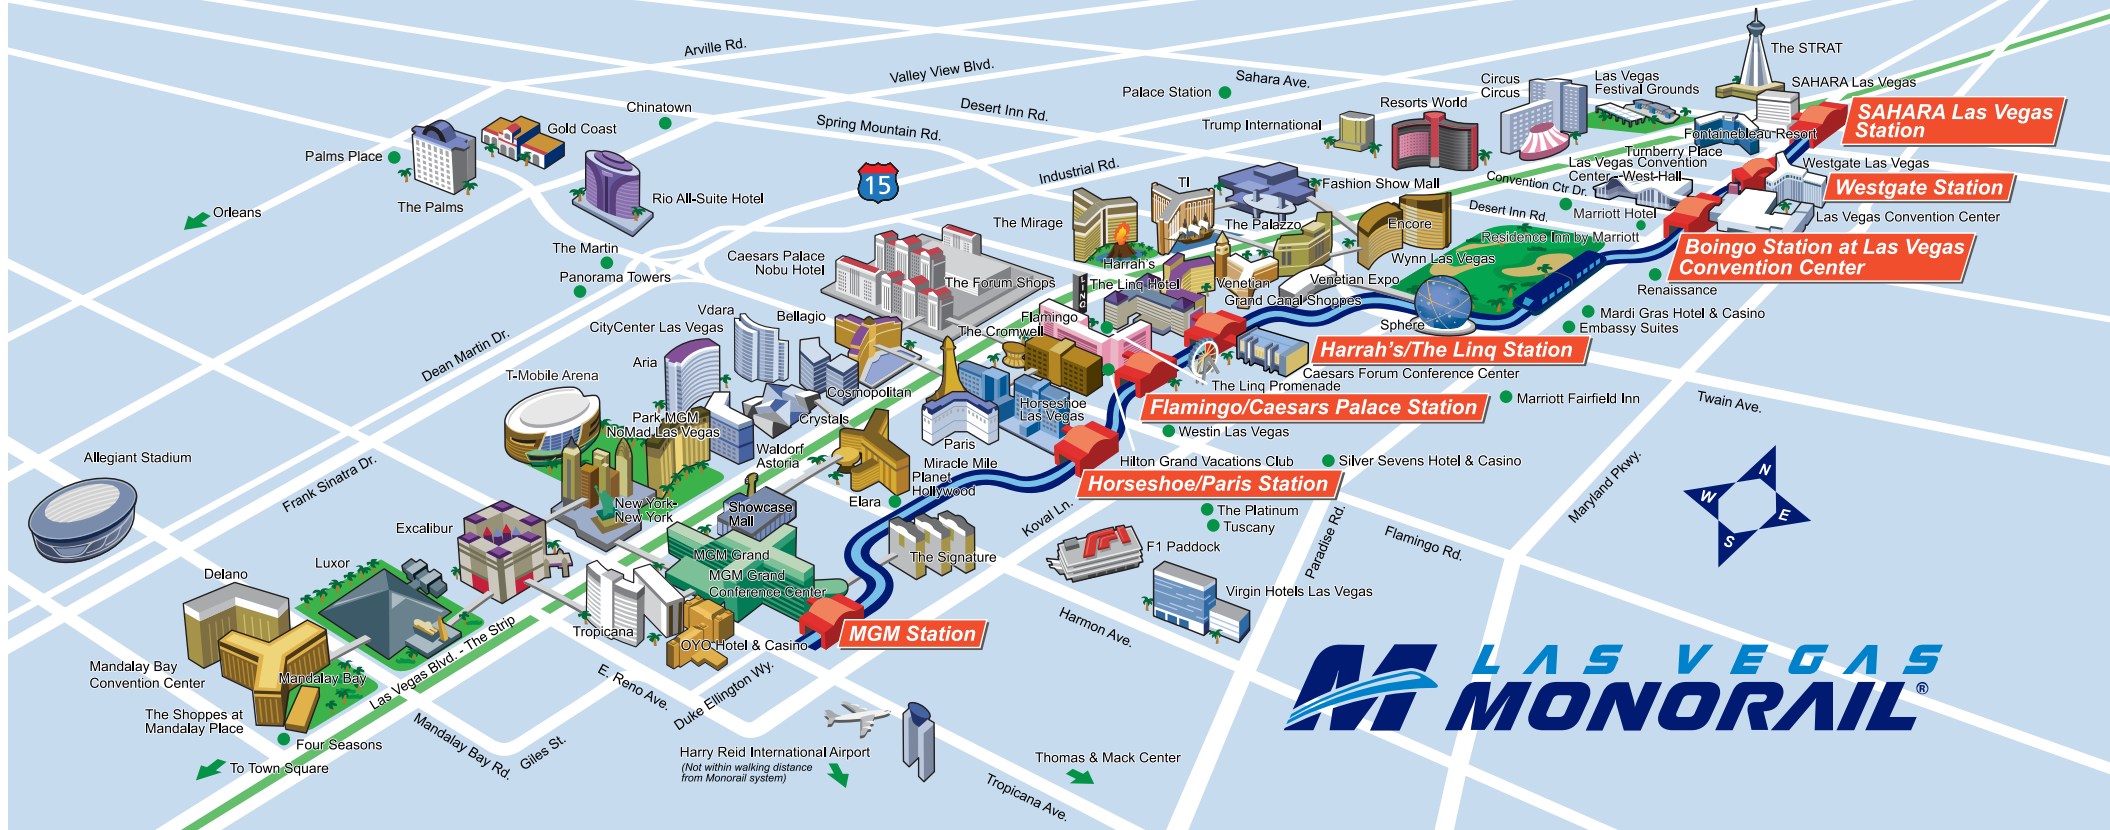 Arville Rd.
Valley View Blvd.
Sahara Ave.
The STRAT
Palace Station
Circus
Circus
Las Vegas
Festival Grounds
SAHARA Las Vegas
Chinatown
Desert Inn Rd.
Resorts World
SAHARA Las Vegas
Station
Gold Coast
Spring Mountain Rd.
Trump International
Fontainebleau Resort
Palms Place
Turnberry Place
Industrial Rd.
Las Vegas Convention
Center - West Hall
Westgate Las Vegas
15
TI
Fashion Show Mall
Convention Ctr Dr.
Westgate Station
The Palms
Rio All-Suite Hotel
Orleans
The Mirage
The Palazzo
Encore
Desert Inn Rd.
Marriott Hotel
Las Vegas Convention Center
Residence Inn by Marriott
The Martin
Caesars Palace
Nobu Hotel
Harrah's
Wynn Las Vegas
Boingo Station at Las Vegas
Convention Center
Panorama Towers
The Forum Shops
LINQ
The Linq Hotel
Venetian
Venetian Expo
Grand Canal Shoppes
Renaissance
Vdara
Bellagio
Flamingo
Sphere
Mardi Gras Hotel & Casino
CityCenter Las Vegas
The Cromwell
Embassy Suites
Dean Martin Dr.
Aria
Harrah's/The Linq Station
T-Mobile Arena
Caesars Forum Conference Center
The Linq Promenade
Cosmopolitan
Horseshoe
Las Vegas
Flamingo/Caesars Palace Station
Marriott Fairfield Inn
Twain Ave.
Park MGM
NoMad Las Vegas
Crystals
Westin Las Vegas
Paris
Waldorf
Astoria
Allegiant Stadium
Miracle Mile
Planet
Hollywood
Hilton Grand Vacations Club
Silver Sevens Hotel & Casino
Frank Sinatra Dr.
Horseshoe/Paris Station
Maryland Pkwy.
N
W
E
S
Elara
New York-
New York
Showcase
Mall
Koval Ln.
The Platinum
Tuscany
Excalibur
Paradise Rd.
Flamingo Rd.
MGM Grand
The Signature
F1 Paddock
Luxor
Delano
MGM Grand
Conference Center
Virgin Hotels Las Vegas
Tropicana
MGM Station
Harmon Ave.
OYO Hotel & Casino
Las Vegas Blvd. - The Strip
Mandalay Bay
Convention Center
Mandalay Bay
E. Reno Ave.
Duke Ellington Wy.
LAS VEGAS
MONORAIL®
The Shoppes at
Mandalay Place
Mandalay Bay Rd.
Giles St.
Four Seasons
Harry Reid International Airport
(Not within walking distance
from Monorail system)
Thomas & Mack Center
To Town Square
Tropicana Ave.